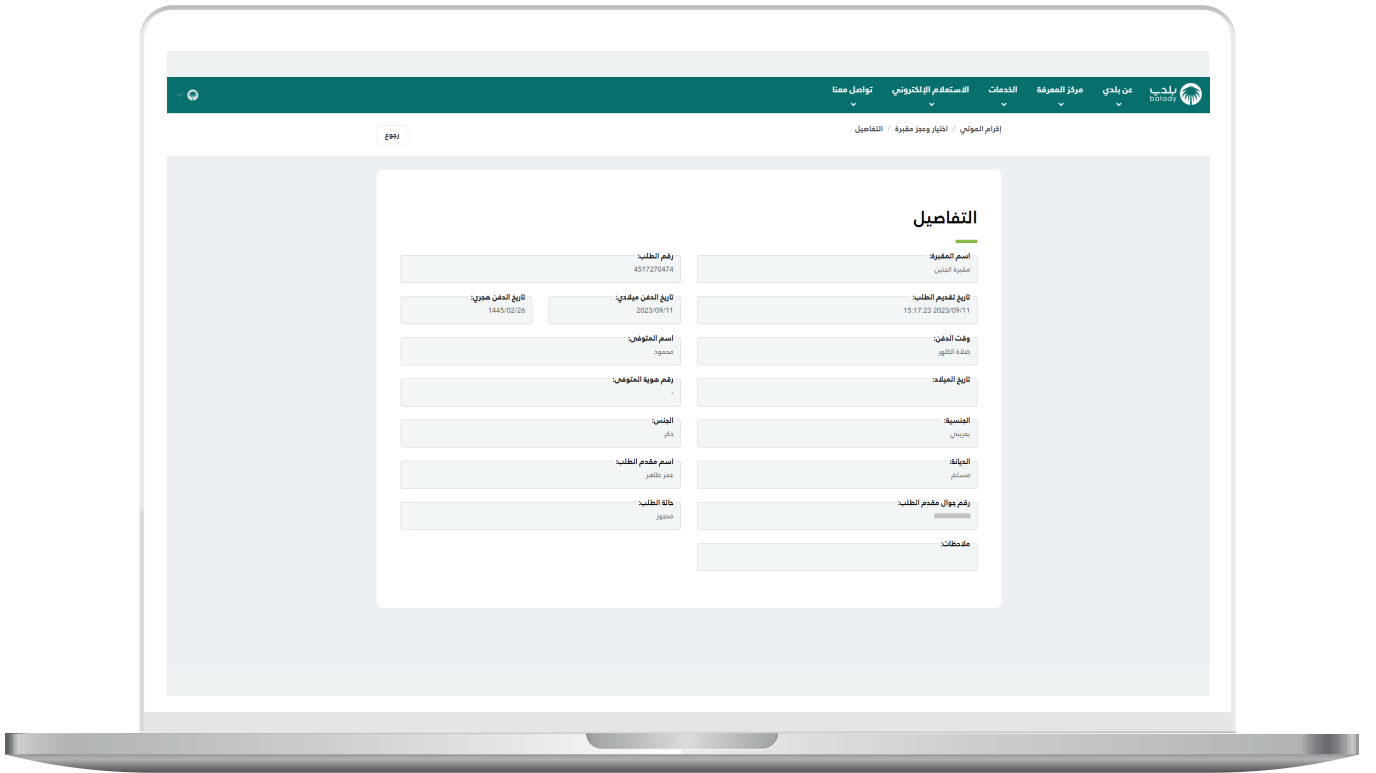 بلدي
balady
عن بلدي
مركز المعرفة
الخدمات
الاستعلام الإلكتروني
تواصل معنا
إكرام الموتي / اختيار وحجز مقبرة / التفاصيل
رجوع
التفاصيل
اسم المقبرة:
مقبرة الجنين
رقم الطلب:
4517270474
تاريخ تقديم الطلب:
15:17:23 2023/09/11
تاريخ الدفن ميلادي:
2023/09/11
تاريخ الدفن هجري:
1445/02/26
وقت الدفن:
صلاة الظهر
اسم المتوفى:
محمود
تاريخ الميلاد:
رقم هوية المتوفى:
-
الجنسية:
بحريني
الجنس:
ذكر
الديانة:
مسلم
اسم مقدم الطلب:
عمر طاهر
رقم جوال مقدم الطلب:
حالة الطلب:
محجوز
ملاحظات: